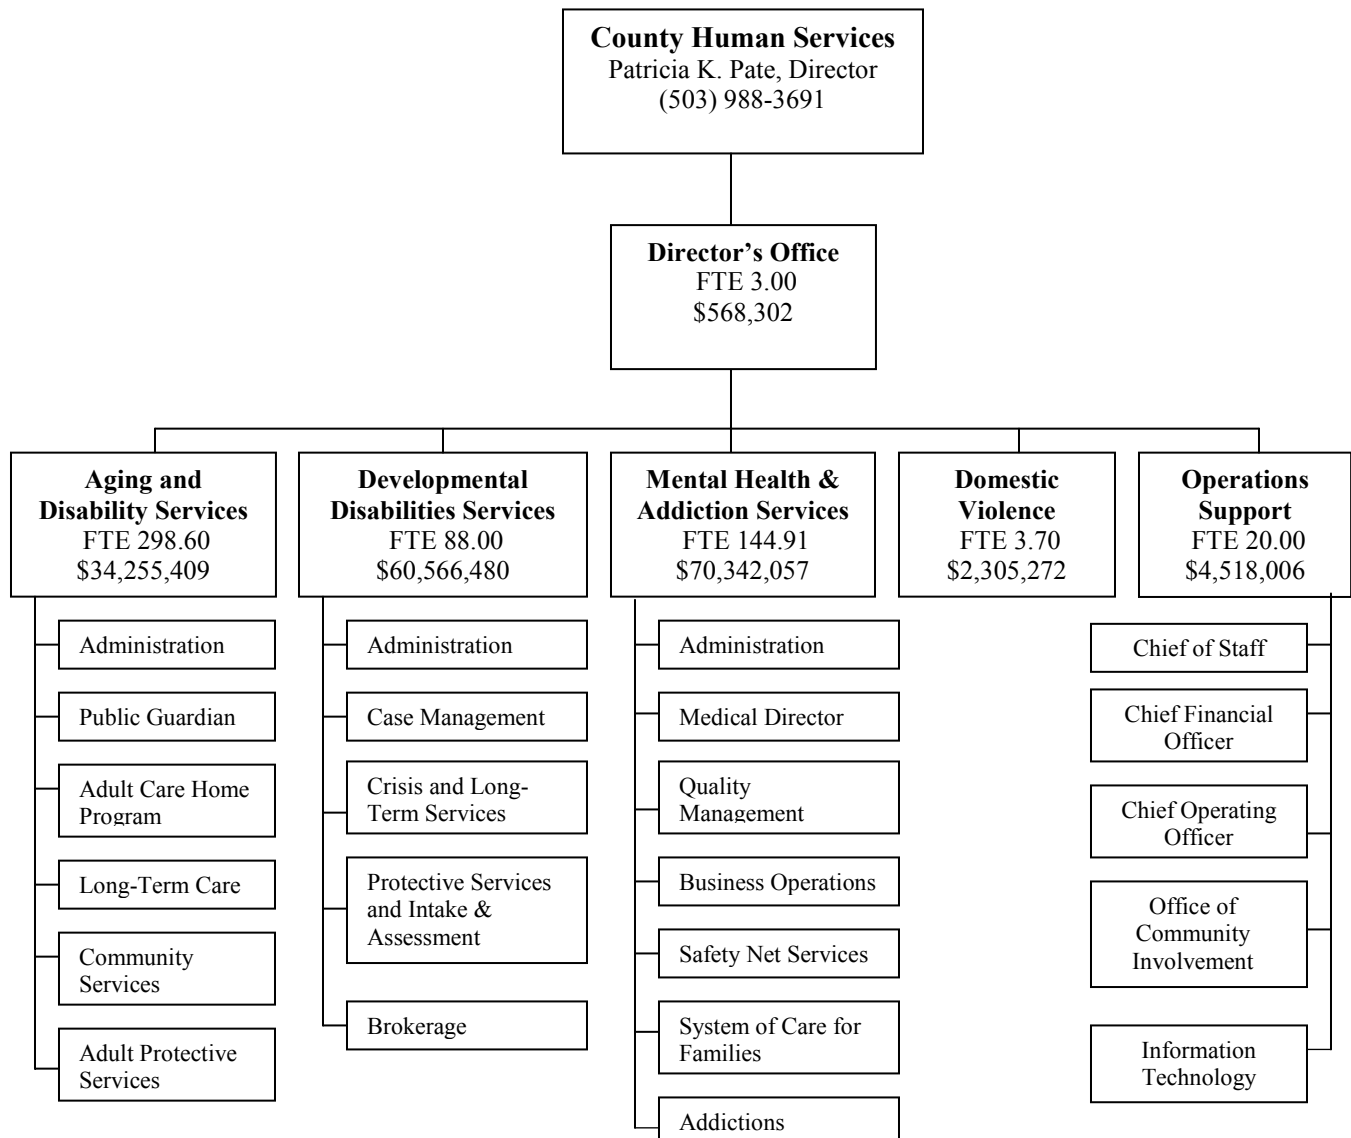 County Human Services
Patricia K. Pate, Director
(503) 988-3691
Director’s Office
FTE 3.00
$568,302
Aging and
Disability Services
FTE 298.60
$34,255,409
Developmental
Disabilities Services
FTE 88.00
$60,566,480
Mental Health &
Addiction Services
FTE 144.91
$70,342,057
Domestic
Violence
FTE 3.70
$2,305,272
Operations
Support
FTE 20.00
$4,518,006
Administration
Public Guardian
Adult Care Home
Program
Long-Term Care
Community
Services
Adult Protective
Services
Administration
Case Management
Crisis and Long-
Term Services
Protective Services
and Intake &
Assessment
Brokerage
Administration
Medical Director
Quality
Management
Business Operations
Safety Net Services
System of Care for
Families
Addictions
Chief of Staff
Chief Financial
Officer
Chief Operating
Officer
Office of
Community
Involvement
Information
Technology